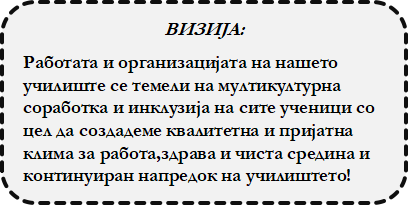 ВИЗИЈА:
Работата и организацијата на нашето
училиште се темели на мултикултурна
соработка и инклузија на сите ученици со
цел да создадеме квалитетна и пријатна
клима за работа,здрава и чиста средина и
континуиран напредок на училиштето!